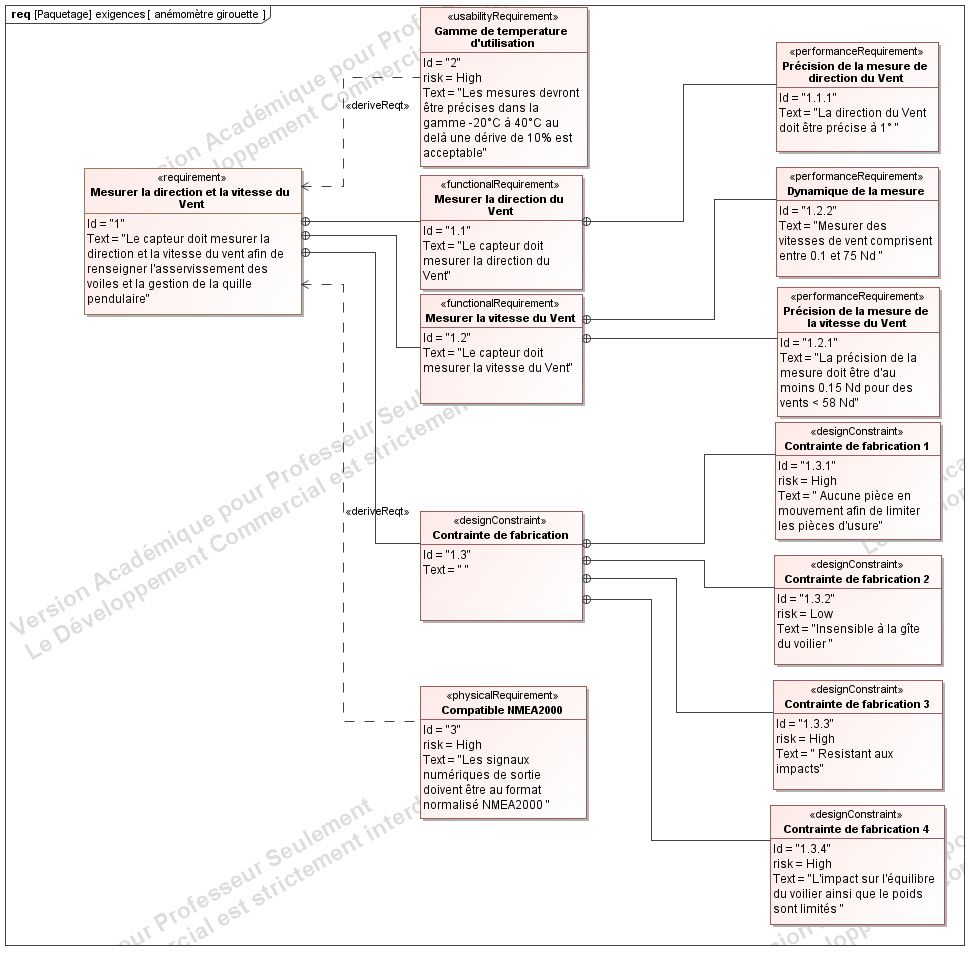 req [Paquetage] exigences [ anémomètre girouette ]
«usabilityRequirement»
Gamme de temperature
d'utilisation
Id = "2"
risk = High
Text = "Les mesures devront
être précises dans la
gamme -20°C à 40°C au
delà une dérive de 10% est
acceptable"
«deriveReqt»
«requirement»
Mesurer la direction et la vitesse du
Vent
Id = "1"
Text = "Le capteur doit mesurer la
direction et la vitesse du vent afin de
renseigner l'asservissement des
voiles et la gestion de la quille
pendulaire"
«functionalRequirement»
Mesurer la direction du
Vent
Id = "1.1"
Text = "Le capteur doit
mesurer la direction du
Vent"
«functionalRequirement»
Mesurer la vitesse du Vent
Id = "1.2"
Text = "Le capteur doit
mesurer la vitesse du Vent"
«performanceRequirement»
Précision de la mesure de
direction du Vent
Id = "1.1.1"
Text = "La direction du Vent
doit être précise à 1° "
«performanceRequirement»
Dynamique de la mesure
Id = "1.2.2"
Text = "Mesurer des
vitesses de vent comprisent
entre 0.1 et 75 Nd "
«performanceRequirement»
Précision de la mesure de
la vitesse du Vent
Id = "1.2.1"
Text = "La précision de la
mesure doit être d'au
moins 0.15 Nd pour des
vents < 58 Nd"
«deriveReqt»
«designConstraint»
Contrainte de fabrication
Id = "1.3"
Text = " "
«designConstraint»
Contrainte de fabrication 1
Id = "1.3.1"
risk = High
Text = " Aucune pièce en
mouvement afin de limiter
les pièces d'usure"
«designConstraint»
Contrainte de fabrication 2
Id = "1.3.2"
risk = Low
Text = "Insensible à la gîte
du voilier "
«designConstraint»
Contrainte de fabrication 3
Id = "1.3.3"
risk = High
Text = " Resistant aux
impacts"
«designConstraint»
Contrainte de fabrication 4
Id = "1.3.4"
risk = High
Text = "L'impact sur l'équilibre
du voilier ainsi que le poids
sont limités "
«physicalRequirement»
Compatible NMEA2000
Id = "3"
risk = High
Text = "Les signaux
numériques de sortie
doivent être au format
normalisé NMEA2000 "
Version Académique pour Professeur Seulement
Le Développement Commercial est strictement